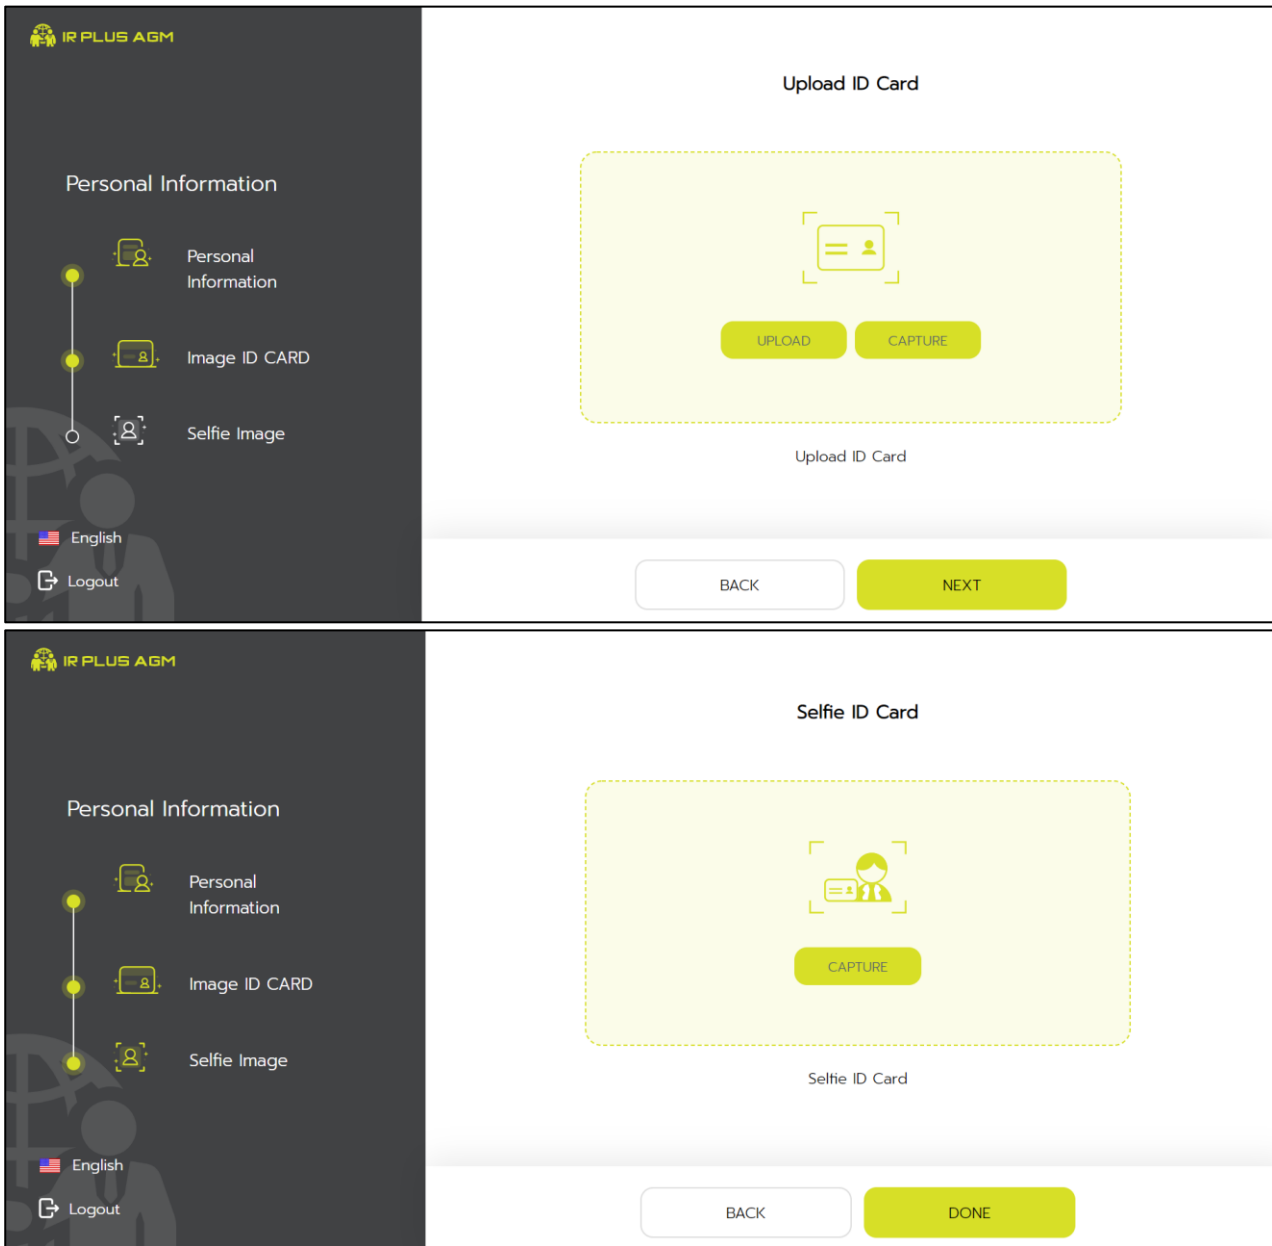 IR PLUS AGM
Upload ID Card
Personal Information
Personal
Information
UPLOAD
CAPTURE
Image ID CARD
Selfie Image
Upload ID Card
English
Logout
BACK
NEXT
IR PLUS AGM
Selfie ID Card
Personal Information
Personal
Information
CAPTURE
Image ID CARD
Selfie Image
Selfie ID Card
English
Logout
BACK
DONE